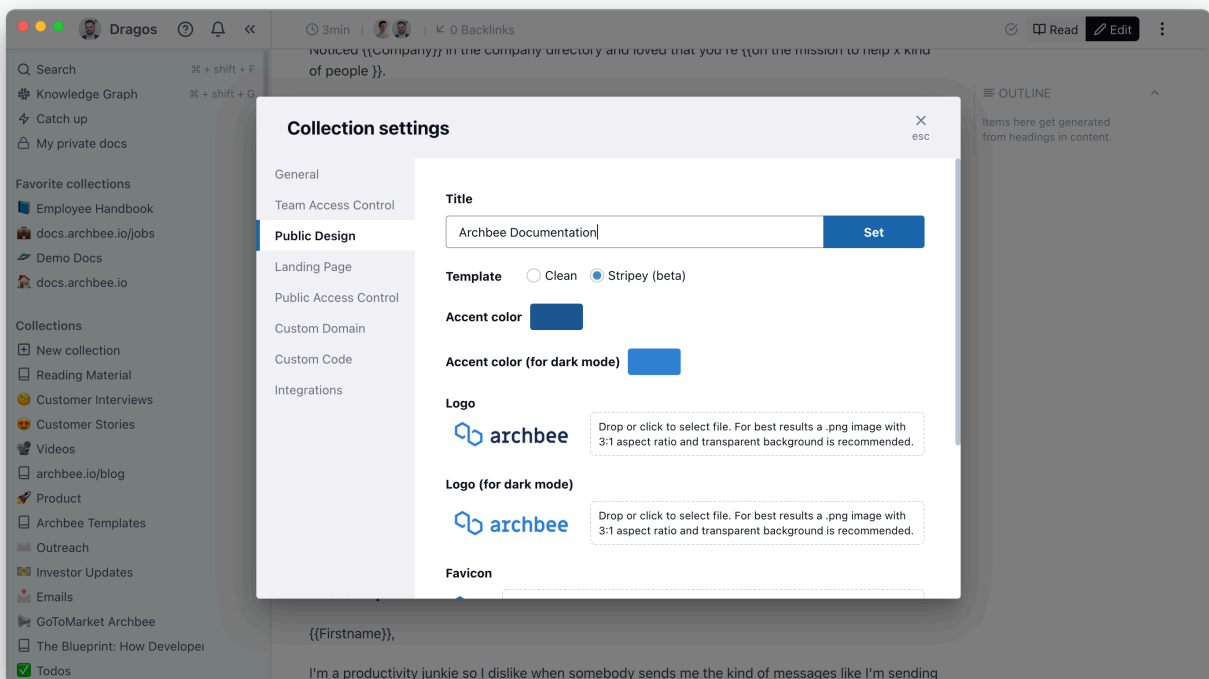 Dragos
3min
0 Backlinks
Read
Edit
Search
⌘ + shift + F
Knowledge Graph
⌘ + shift + G
Catch up
My private docs
Favorite collections
Employee Handbook
docs.archbee.io/jobs
Demo Docs
docs.archbee.io
Collections
New collection
Reading Material
Customer Interviews
Customer Stories
Videos
archbee.io/blog
Product
Archbee Templates
Outreach
Investor Updates
Emails
GoToMarket Archbee
The Blueprint: How Developer
Todos
Noticed {{Company}} in the company directory and loved that you're {{on the mission to help x kind
of people }}.
OUTLINE
Items here get generated
from headings in content.
Collection settings
esc
General
Team Access Control
Public Design
Landing Page
Public Access Control
Custom Domain
Custom Code
Integrations
Title
Archbee Documentation
Set
Template
Clean
Stripey (beta)
Accent color
Accent color (for dark mode)
Logo
archbee
Drop or click to select file. For best results a .png image with
3:1 aspect ratio and transparent background is recommended.
Logo (for dark mode)
archbee
Drop or click to select file. For best results a .png image with
3:1 aspect ratio and transparent background is recommended.
Favicon
{{Firstname}},
I'm a productivity junkie so I dislike when somebody sends me the kind of messages like I'm sending